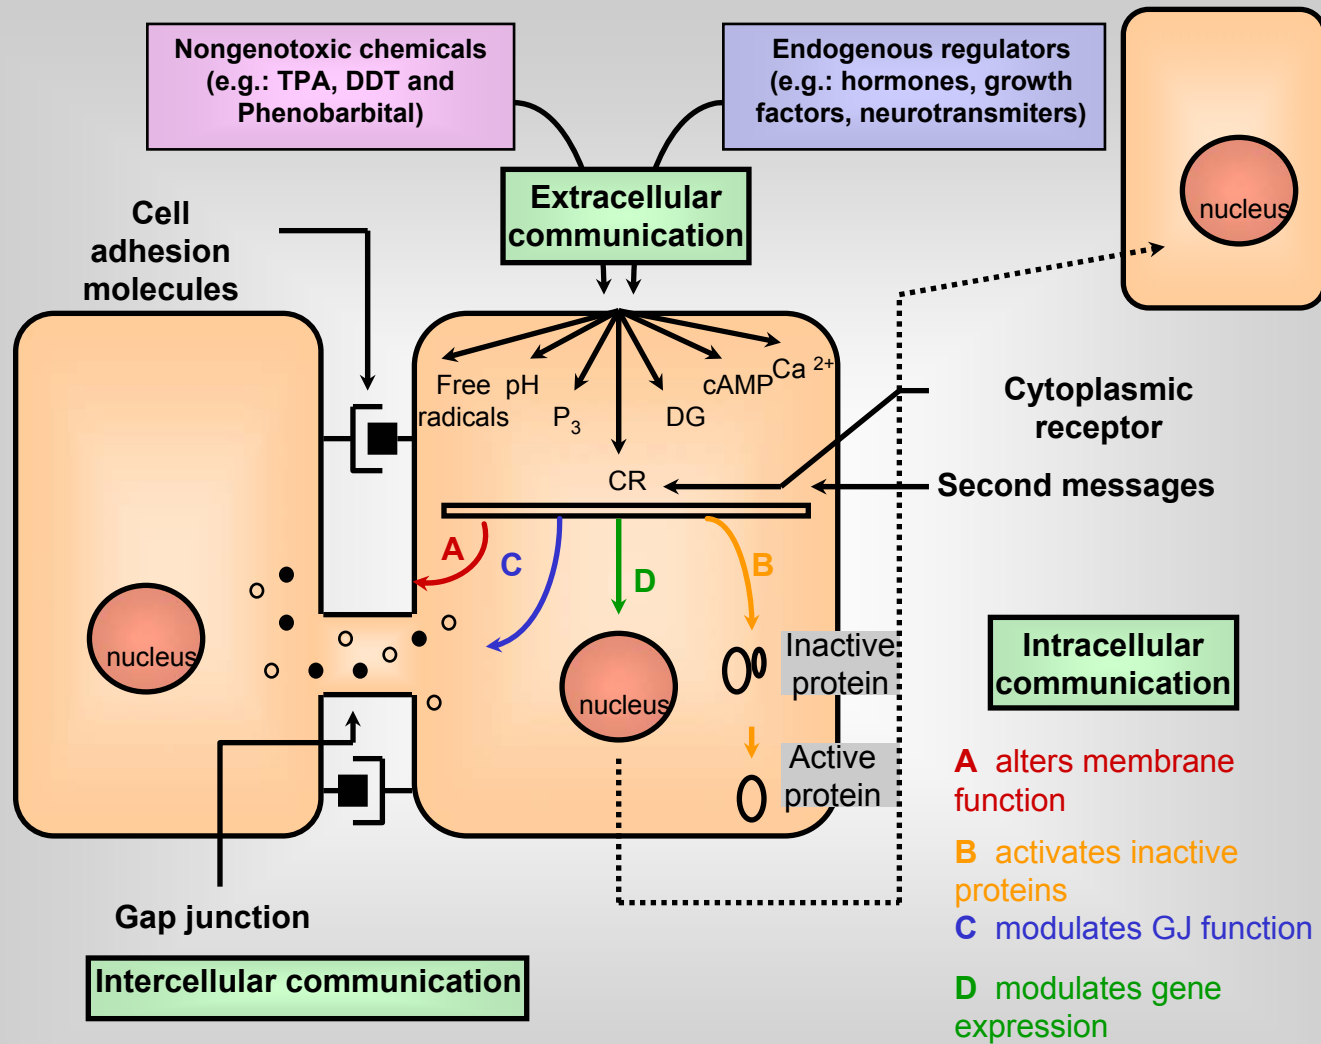 Nongenotoxic chemicals
(e.g.: TPA, DDT and
Phenobarbital)
Endogenous regulators
(e.g.: hormones, growth
factors, neurotransmiters)
nucleus
Extracellular
communication
Cell
adhesion
molecules
Free pH
radicals
P3
DG
cAMP
Ca 2+
Cytoplasmic
receptor
CR
Second messages
A
C
D
B
nucleus
nucleus
Inactive
protein
Active
protein
Intracellular
communication
A alters membrane
function
B activates inactive
proteins
C modulates GJ function
D modulates gene
expression
Gap junction
Intercellular communication